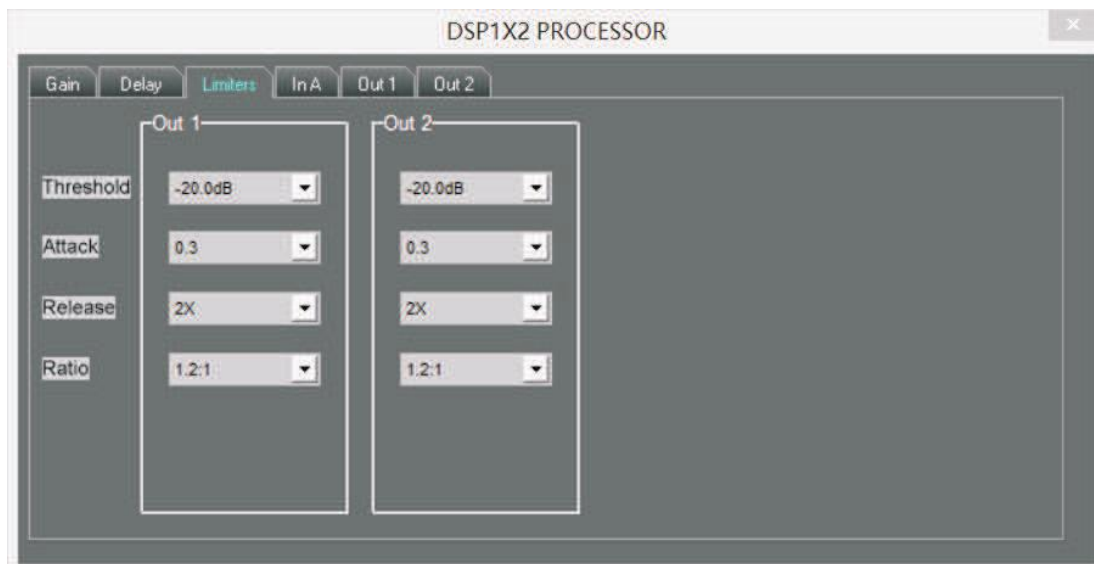 DSP1X2 PROCESSOR
×
Gain Delay Limiters In A Out 1 Out 2
Out 1 Out 2
Threshold -20.0dB -20.0dB
Attack 0.3 0.3
Release 2X 2X
Ratio 1.2:1 1.2:1